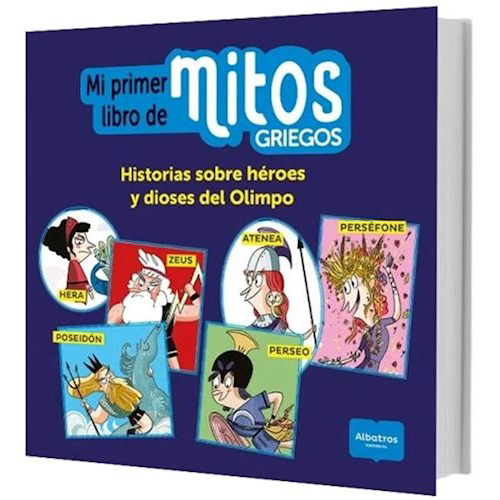 Mi primer
libro de
mitos
GRIEGOS
Historias sobre héroes
y dioses del Olimpo
HERA
ZEUS
ATENEA
PERSÉFONE
POSEIDÓN
PERSEO
Albatros